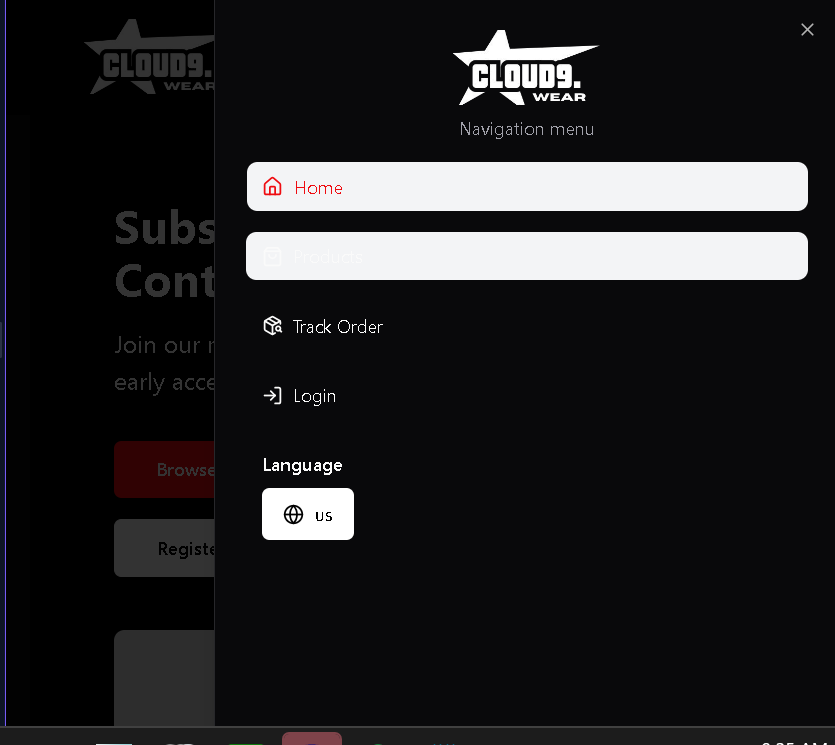 CLOUD9.
WEAR
CLOUD9.
WEAR
Navigation menu
Home
Products
Track Order
Login
Language
US
Subs
Cont
Join our
early acce
Browse
Registe